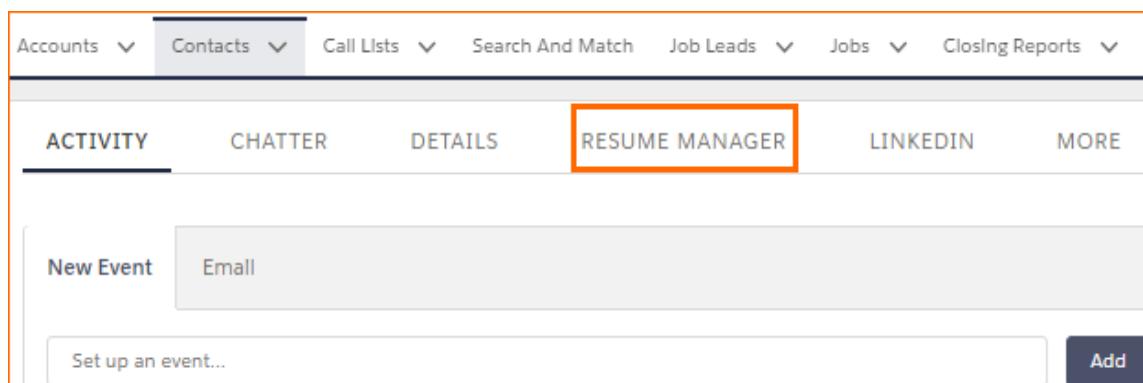 Accounts Contacts Call Lists Search And Match Job Leads Jobs Closing Reports
ACTIVITY CHATTER DETAILS RESUME MANAGER LINKEDIN MORE
New Event Email
Set up an event... Add